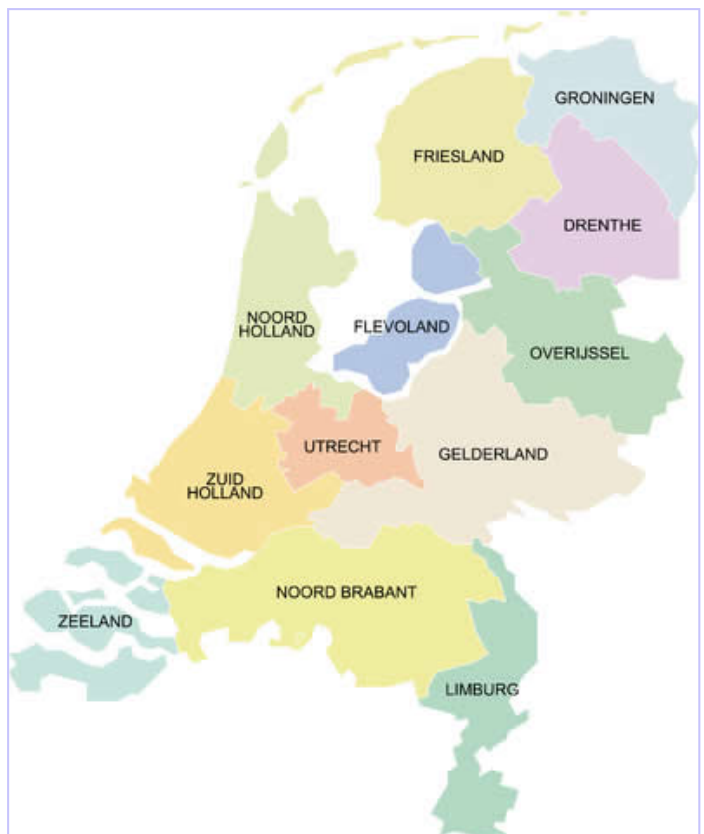 GRONINGEN
FRIESLAND
DRENTHE
NOORD
HOLLAND
FLEVOLAND
OVERIJSSEL
UTRECHT
GELDERLAND
ZUID
HOLLAND
NOORD BRABANT
ZEELAND
LIMBURG